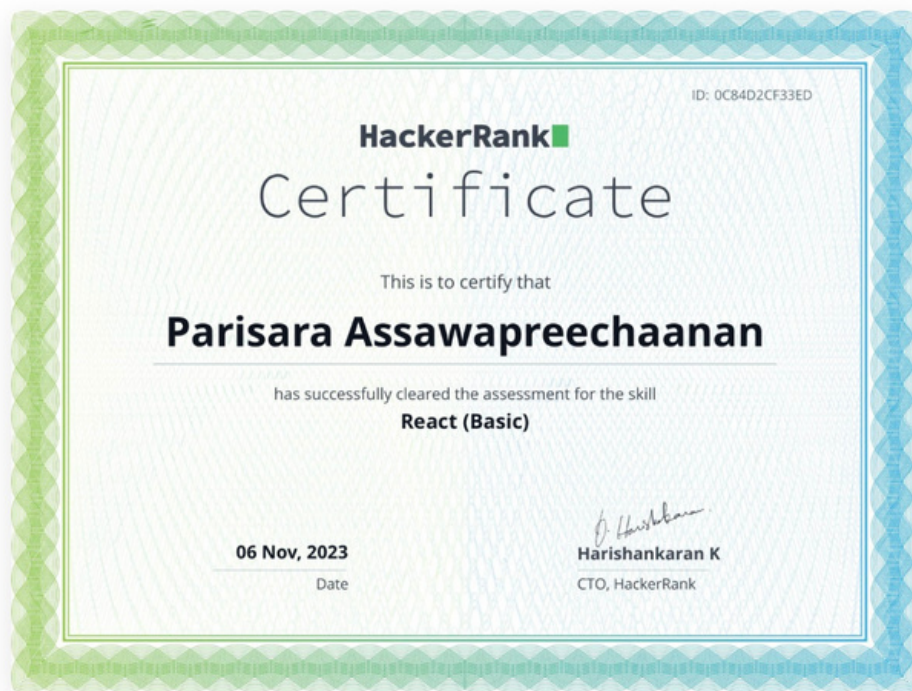 ID: 0C84D2CF33ED
HackerRank
Certificate
This is to certify that
Parisara Assawapreechaanan
has successfully cleared the assessment for the skill
React (Basic)
06 Nov, 2023
Date
Harishankaran K
CTO, HackerRank